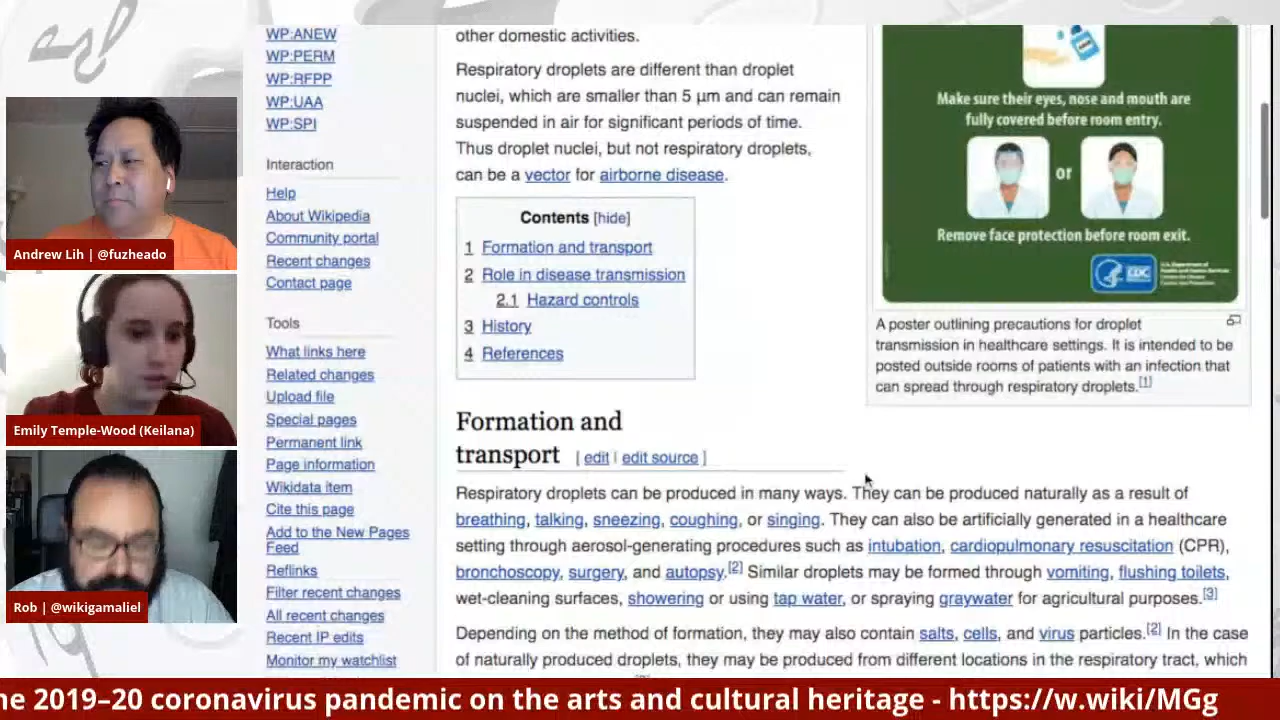 WP:ANEW
WP:PERM
WP:RFPP
WP:UAA
WP:SPI
Interaction
Help
About Wikipedia
Community portal
Recent changes
Contact page
Tools
What links here
Related changes
Upload file
Special pages
Permanent link
Page information
Wikidata item
Cite this page
Add to the New Pages
Feed
Reflinks
Filter recent changes
All recent changes
Recent IP edits
Monitor my watchlist
other domestic activities.
Respiratory droplets are different than droplet
nuclei, which are smaller than 5 μm and can remain
suspended in air for significant periods of time.
Thus droplet nuclei, but not respiratory droplets,
can be a vector for airborne disease.
Contents [hide]
1 Formation and transport
2 Role in disease transmission
2.1 Hazard controls
3 History
4 References
Make sure their eyes, nose and mouth are
fully covered before room entry.
or
Remove face protection before room exit.
CDC
A poster outlining precautions for droplet
transmission in healthcare settings. It is intended to be
posted outside rooms of patients with an infection that
can spread through respiratory droplets.[1]
Formation and
transport [ edit | edit source ]
Respiratory droplets can be produced in many ways. They can be produced naturally as a result of
breathing, talking, sneezing, coughing, or singing. They can also be artificially generated in a healthcare
setting through aerosol-generating procedures such as intubation, cardiopulmonary resuscitation (CPR),
bronchoscopy, surgery, and autopsy.[2] Similar droplets may be formed through vomiting, flushing toilets,
wet-cleaning surfaces, showering or using tap water, or spraying graywater for agricultural purposes.[3]
Depending on the method of formation, they may also contain salts, cells, and virus particles.[2] In the case
of naturally produced droplets, they may be produced from different locations in the respiratory tract, which
Andrew Lih | @fuzheado
Emily Temple-Wood (Keilana)
Rob | @wikigamaliel
ne 2019–20 coronavirus pandemic on the arts and cultural heritage - https://w.wiki/MGg